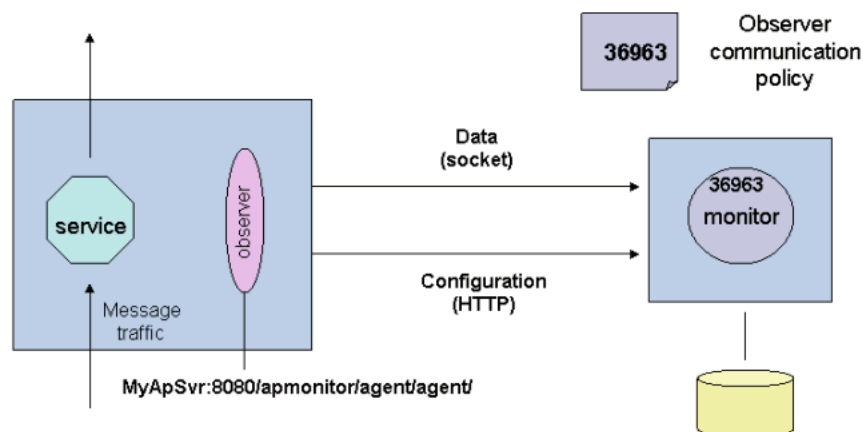 36963
Observer
communication
policy
Data
(socket)
36963
monitor
service
observer
Configuration
(HTTP)
Message
traffic
MyApSvr:8080/apmonitor/agent/agent/